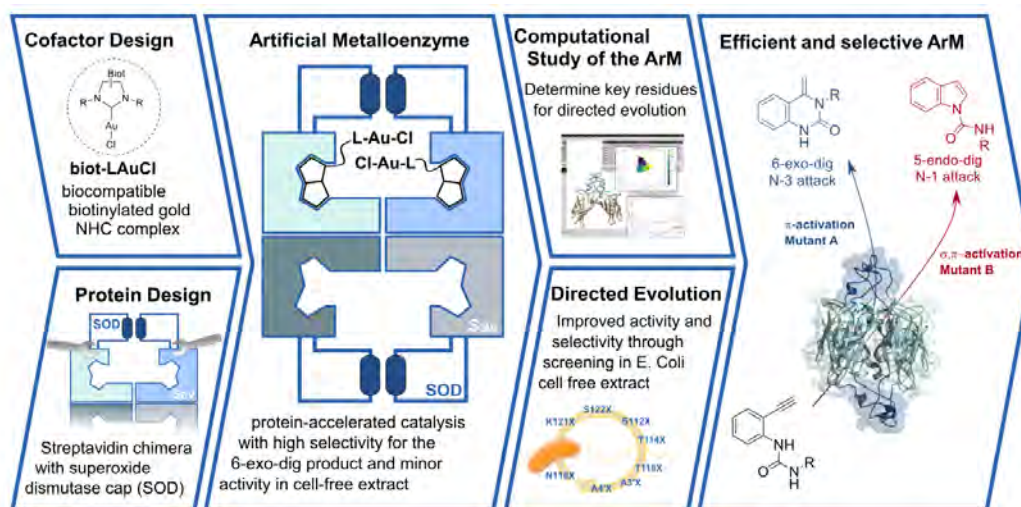 Cofactor Design
Biot
R
N
N
R
Au
Cl
biot-LAuCl
biocompatible
biotinylated gold
NHC complex
Protein Design
SOD
Sav
Streptavidin chimera
with superoxide
dismutase cap (SOD)
Artificial Metalloenzyme
L-Au-Cl
Cl-Au-L
Sav
SOD
protein-accelerated catalysis
with high selectivity for the
6-exo-dig product and minor
activity in cell-free extract
Computational
Study of the ArM
Determine key residues
for directed evolution
Directed Evolution
Improved activity and
selectivity through
screening in E. Coli
cell free extract
S122X
K121X
S112X
T114X
N118X
T115X
A4'X
A3'X
Efficient and selective ArM
R
N
N
H
O
6-exo-dig
N-3 attack
N
O
NH
R
5-endo-dig
N-1 attack
π-activation
Mutant A
σ,π-activation
Mutant B
NH
O
N
R
H